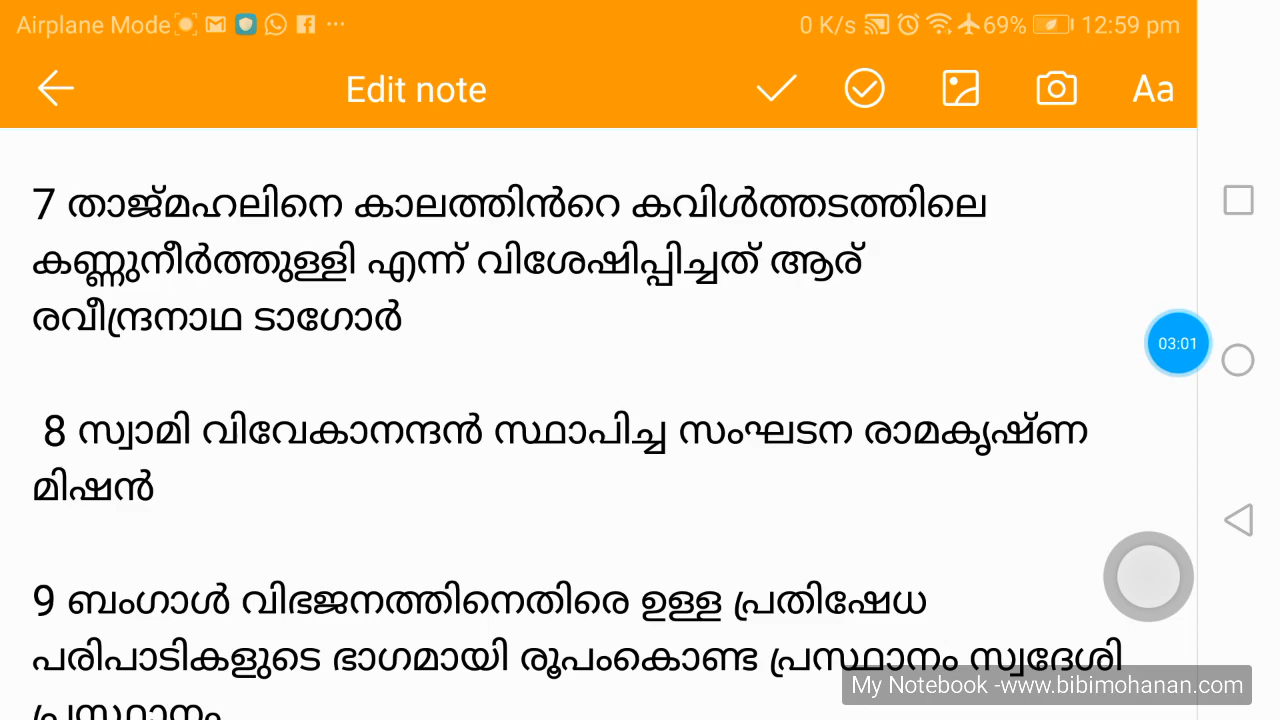 Airplane Mode ... 0 K/s 69% 12:59 pm
Edit note Aa
7 താജ്മഹലിനെ കാലത്തിൻറെ കവിൾത്തടത്തിലെ
കണ്ണുനീർത്തുള്ളി എന്ന് വിശേഷിപ്പിച്ചത് ആര്
രവീന്ദ്രനാഥ ടാഗോർ
03:01
8 സ്വാമി വിവേകാനന്ദൻ സ്ഥാപിച്ച സംഘടന രാമകൃഷ്ണ
മിഷൻ
9 ബംഗാൾ വിഭജനത്തിനെതിരെ ഉള്ള പ്രതിഷേധ
പരിപാടികളുടെ ഭാഗമായി രൂപംകൊണ്ട പ്രസ്ഥാനം സ്വദേശി
പ്രസ്ഥാനം
My Notebook -www.bibimohanan.com